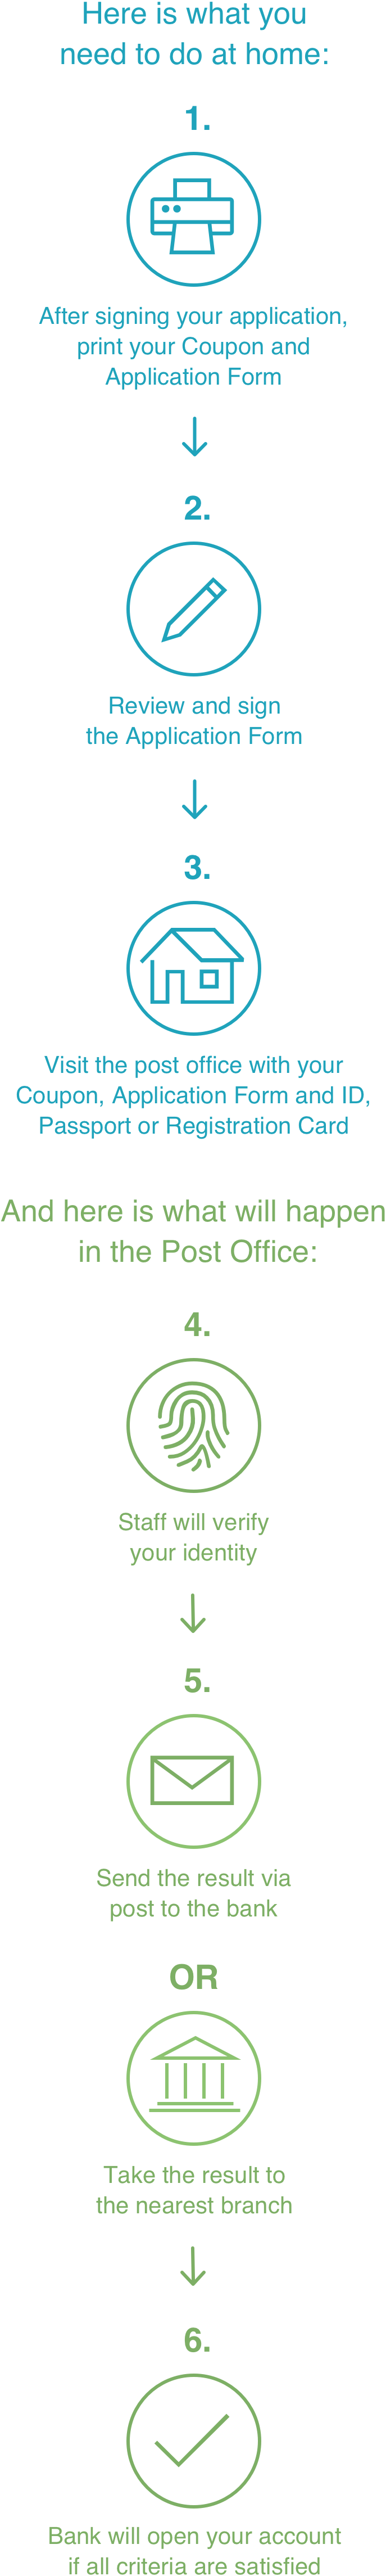 Here is what you
need to do at home:
1.
After signing your application,
print your Coupon and
Application Form
2.
Review and sign
the Application Form
3.
Visit the post office with your
Coupon, Application Form and ID,
Passport or Registration Card
And here is what will happen
in the Post Office:
4.
Staff will verify
your identity
5.
Send the result via
post to the bank
OR
Take the result to
the nearest branch
6.
Bank will open your account
if all criteria are satisfied